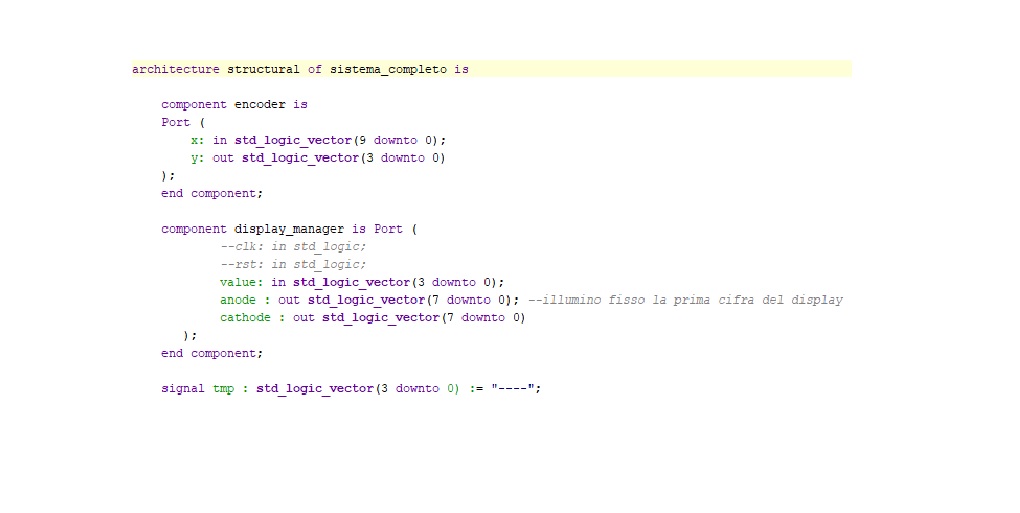 architecture structural of sistema_completo is
component encoder is
Port (
x: in std_logic_vector(9 downto 0);
y: out std_logic_vector(3 downto 0)
);
end component;
component display_manager is Port (
--clk: in std_logic;
--rst: in std_logic;
value: in std_logic_vector(3 downto 0);
anode : out std_logic_vector(7 downto 0); --illumino fisso la prima cifra del display
cathode : out std_logic_vector(7 downto 0)
);
end component;
signal tmp : std_logic_vector(3 downto 0) := "----";